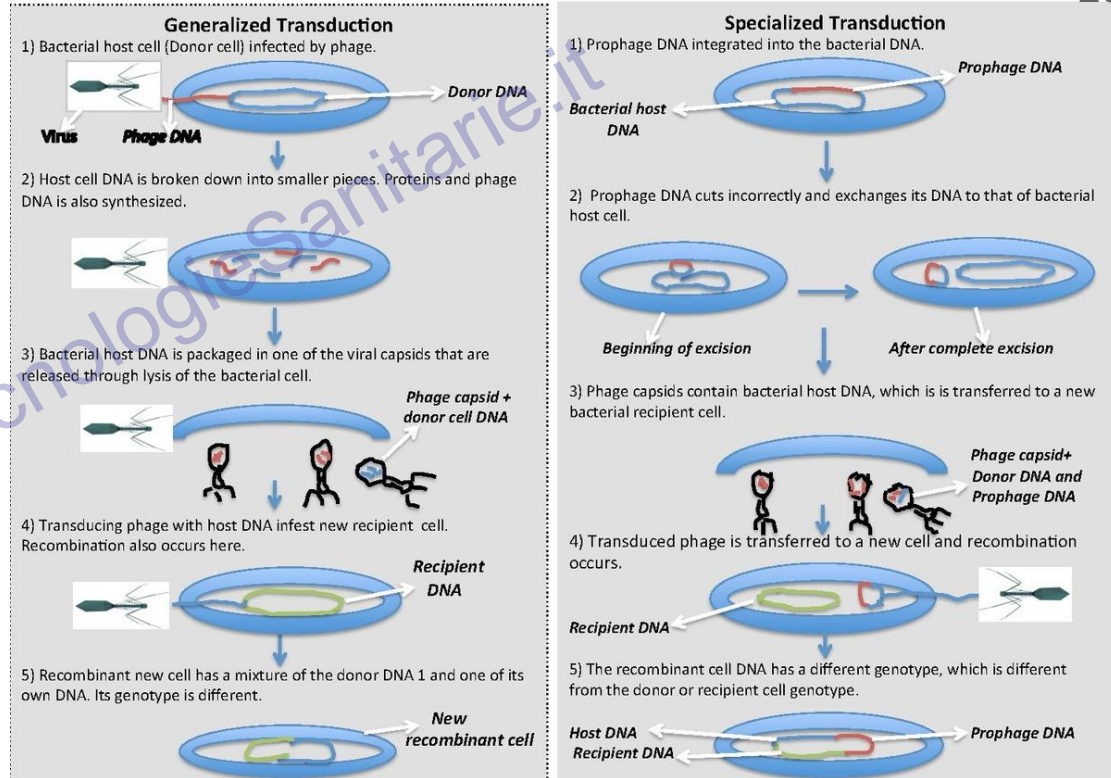 Generalized Transduction
1) Bacterial host cell (Donor cell) infected by phage.
Donor DNA
Virus
Phage DNA
2) Host cell DNA is broken down into smaller pieces. Proteins and phage
DNA is also synthesized.
3) Bacterial host DNA is packaged in one of the viral capsids that are
released through lysis of the bacterial cell.
Phage capsid +
donor cell DNA
4) Transducing phage with host DNA infest new recipient cell.
Recombination also occurs here.
Recipient
DNA
5) Recombinant new cell has a mixture of the donor DNA 1 and one of its
own DNA. Its genotype is different.
New
recombinant cell
Specialized Transduction
1) Prophage DNA integrated into the bacterial DNA.
Prophage DNA
Bacterial host
DNA
2) Prophage DNA cuts incorrectly and exchanges its DNA to that of bacterial
host cell.
Beginning of excision
After complete excision
3) Phage capsids contain bacterial host DNA, which is is transferred to a new
bacterial recipient cell.
Phage capsid+
Donor DNA and
Prophage DNA
4) Transduced phage is transferred to a new cell and recombination
occurs.
Recipient DNA
5) The recombinant cell DNA has a different genotype, which is different
from the donor or recipient cell genotype.
Host DNA
Recipient DNA
Prophage DNA
cnologieSanitarie.it